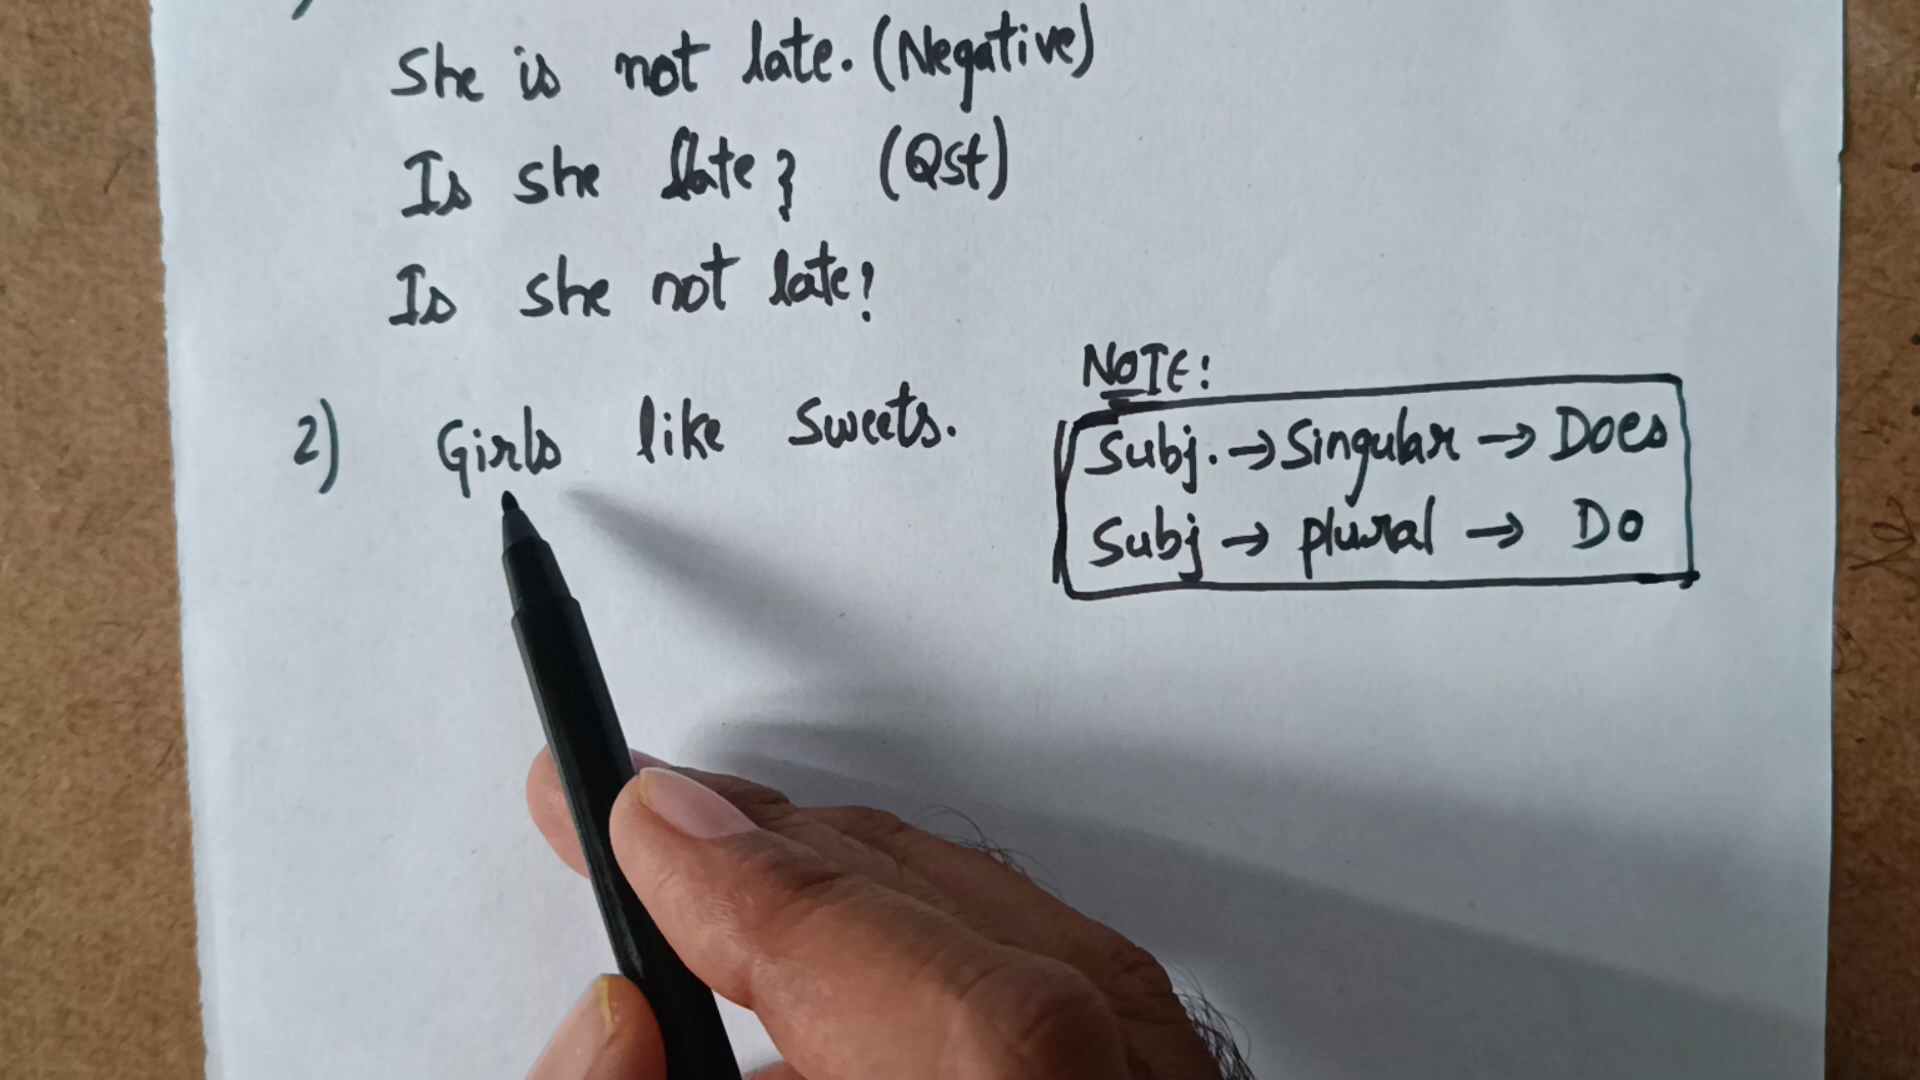 She is not late. (Negative)
Is she late? (Qst)
Is she not late?
2) Girls like Sweets.
NOTE:
Subj. → Singular → Does
Subj → plural → Do